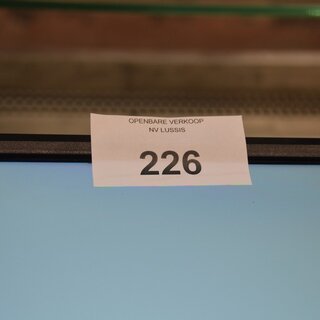 OPENBARE VERKOOP
NV LUSSIS
226